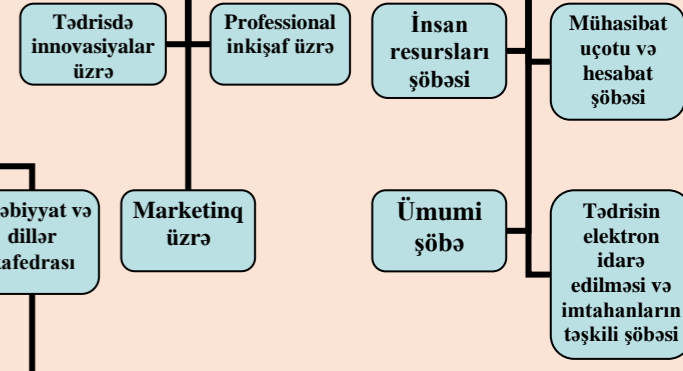 Tədrisdə
innovasiyalar
üzrə
Professional
inkişaf üzrə
İnsan
resursları
şöbəsi
Mühasibat
uçotu və
hesabat
şöbəsi
və
dillər
Marketinq
üzrə
Ümumi
şöbə
Tədrisin
elektron
idarə
edilməsi və
imtahanların
təşkili şöbəsi